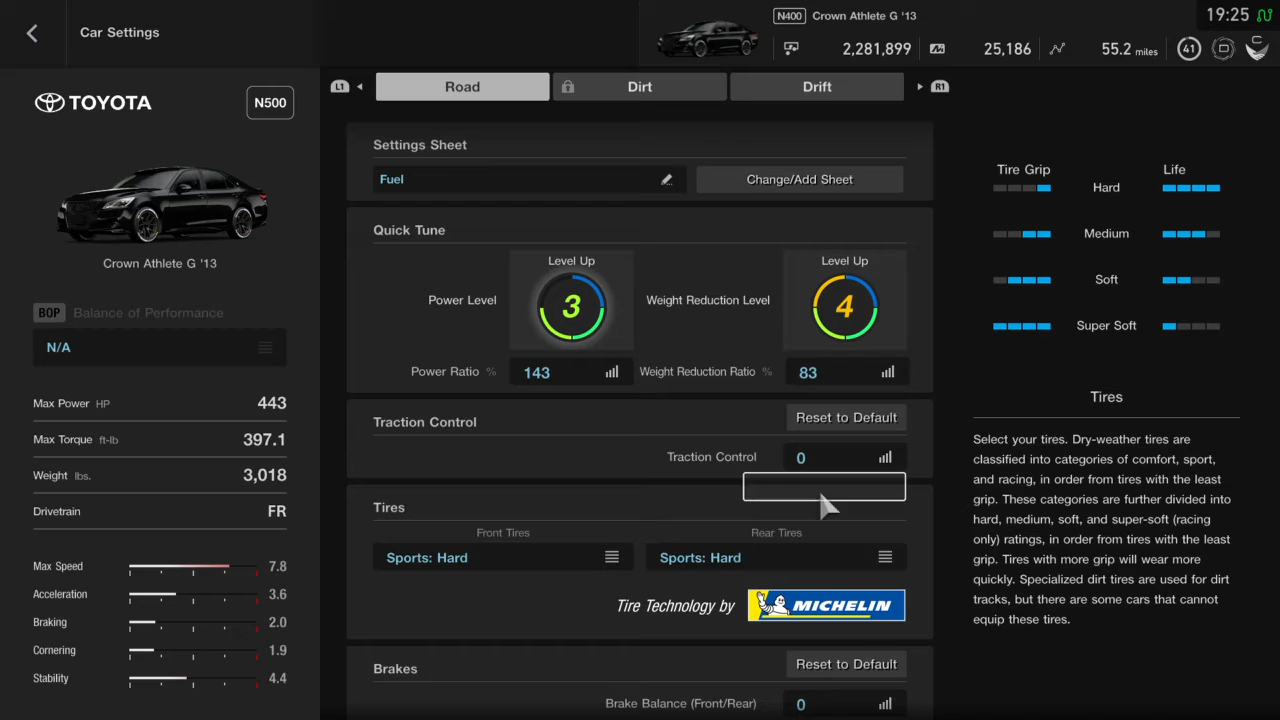 Car Settings
N400 Crown Athlete G '13
19:25
2,281,899 25,186 55.2 miles 41 C
TOYOTA
N500
Crown Athlete G '13
BOP Balance of Performance
N/A
Max Power HP 443
Max Torque ft-lb 397.1
Weight lbs. 3,018
Drivetrain FR
Max Speed 7.8
Acceleration 3.6
Braking 2.0
Cornering 1.9
Stability 4.4
L1 Road Dirt Drift R1
Settings Sheet
Fuel Change/Add Sheet
Quick Tune
Level Up Level Up
Power Level 3 Weight Reduction Level 4
Power Ratio % 143 Weight Reduction Ratio % 83
Traction Control Reset to Default
Traction Control 0
Tires
Front Tires Rear Tires
Sports: Hard Sports: Hard
Tire Technology by MICHELIN
Brakes Reset to Default
Brake Balance (Front/Rear) 0
Tire Grip Life
Hard
Medium
Soft
Super Soft
Tires
Select your tires. Dry-weather tires are
classified into categories of comfort, sport,
and racing, in order from tires with the least
grip. These categories are further divided into
hard, medium, soft, and super-soft (racing
only) ratings, in order from tires with the least
grip. Tires with more grip will wear more
quickly. Specialized dirt tires are used for dirt
tracks, but there are some cars that cannot
equip these tires.